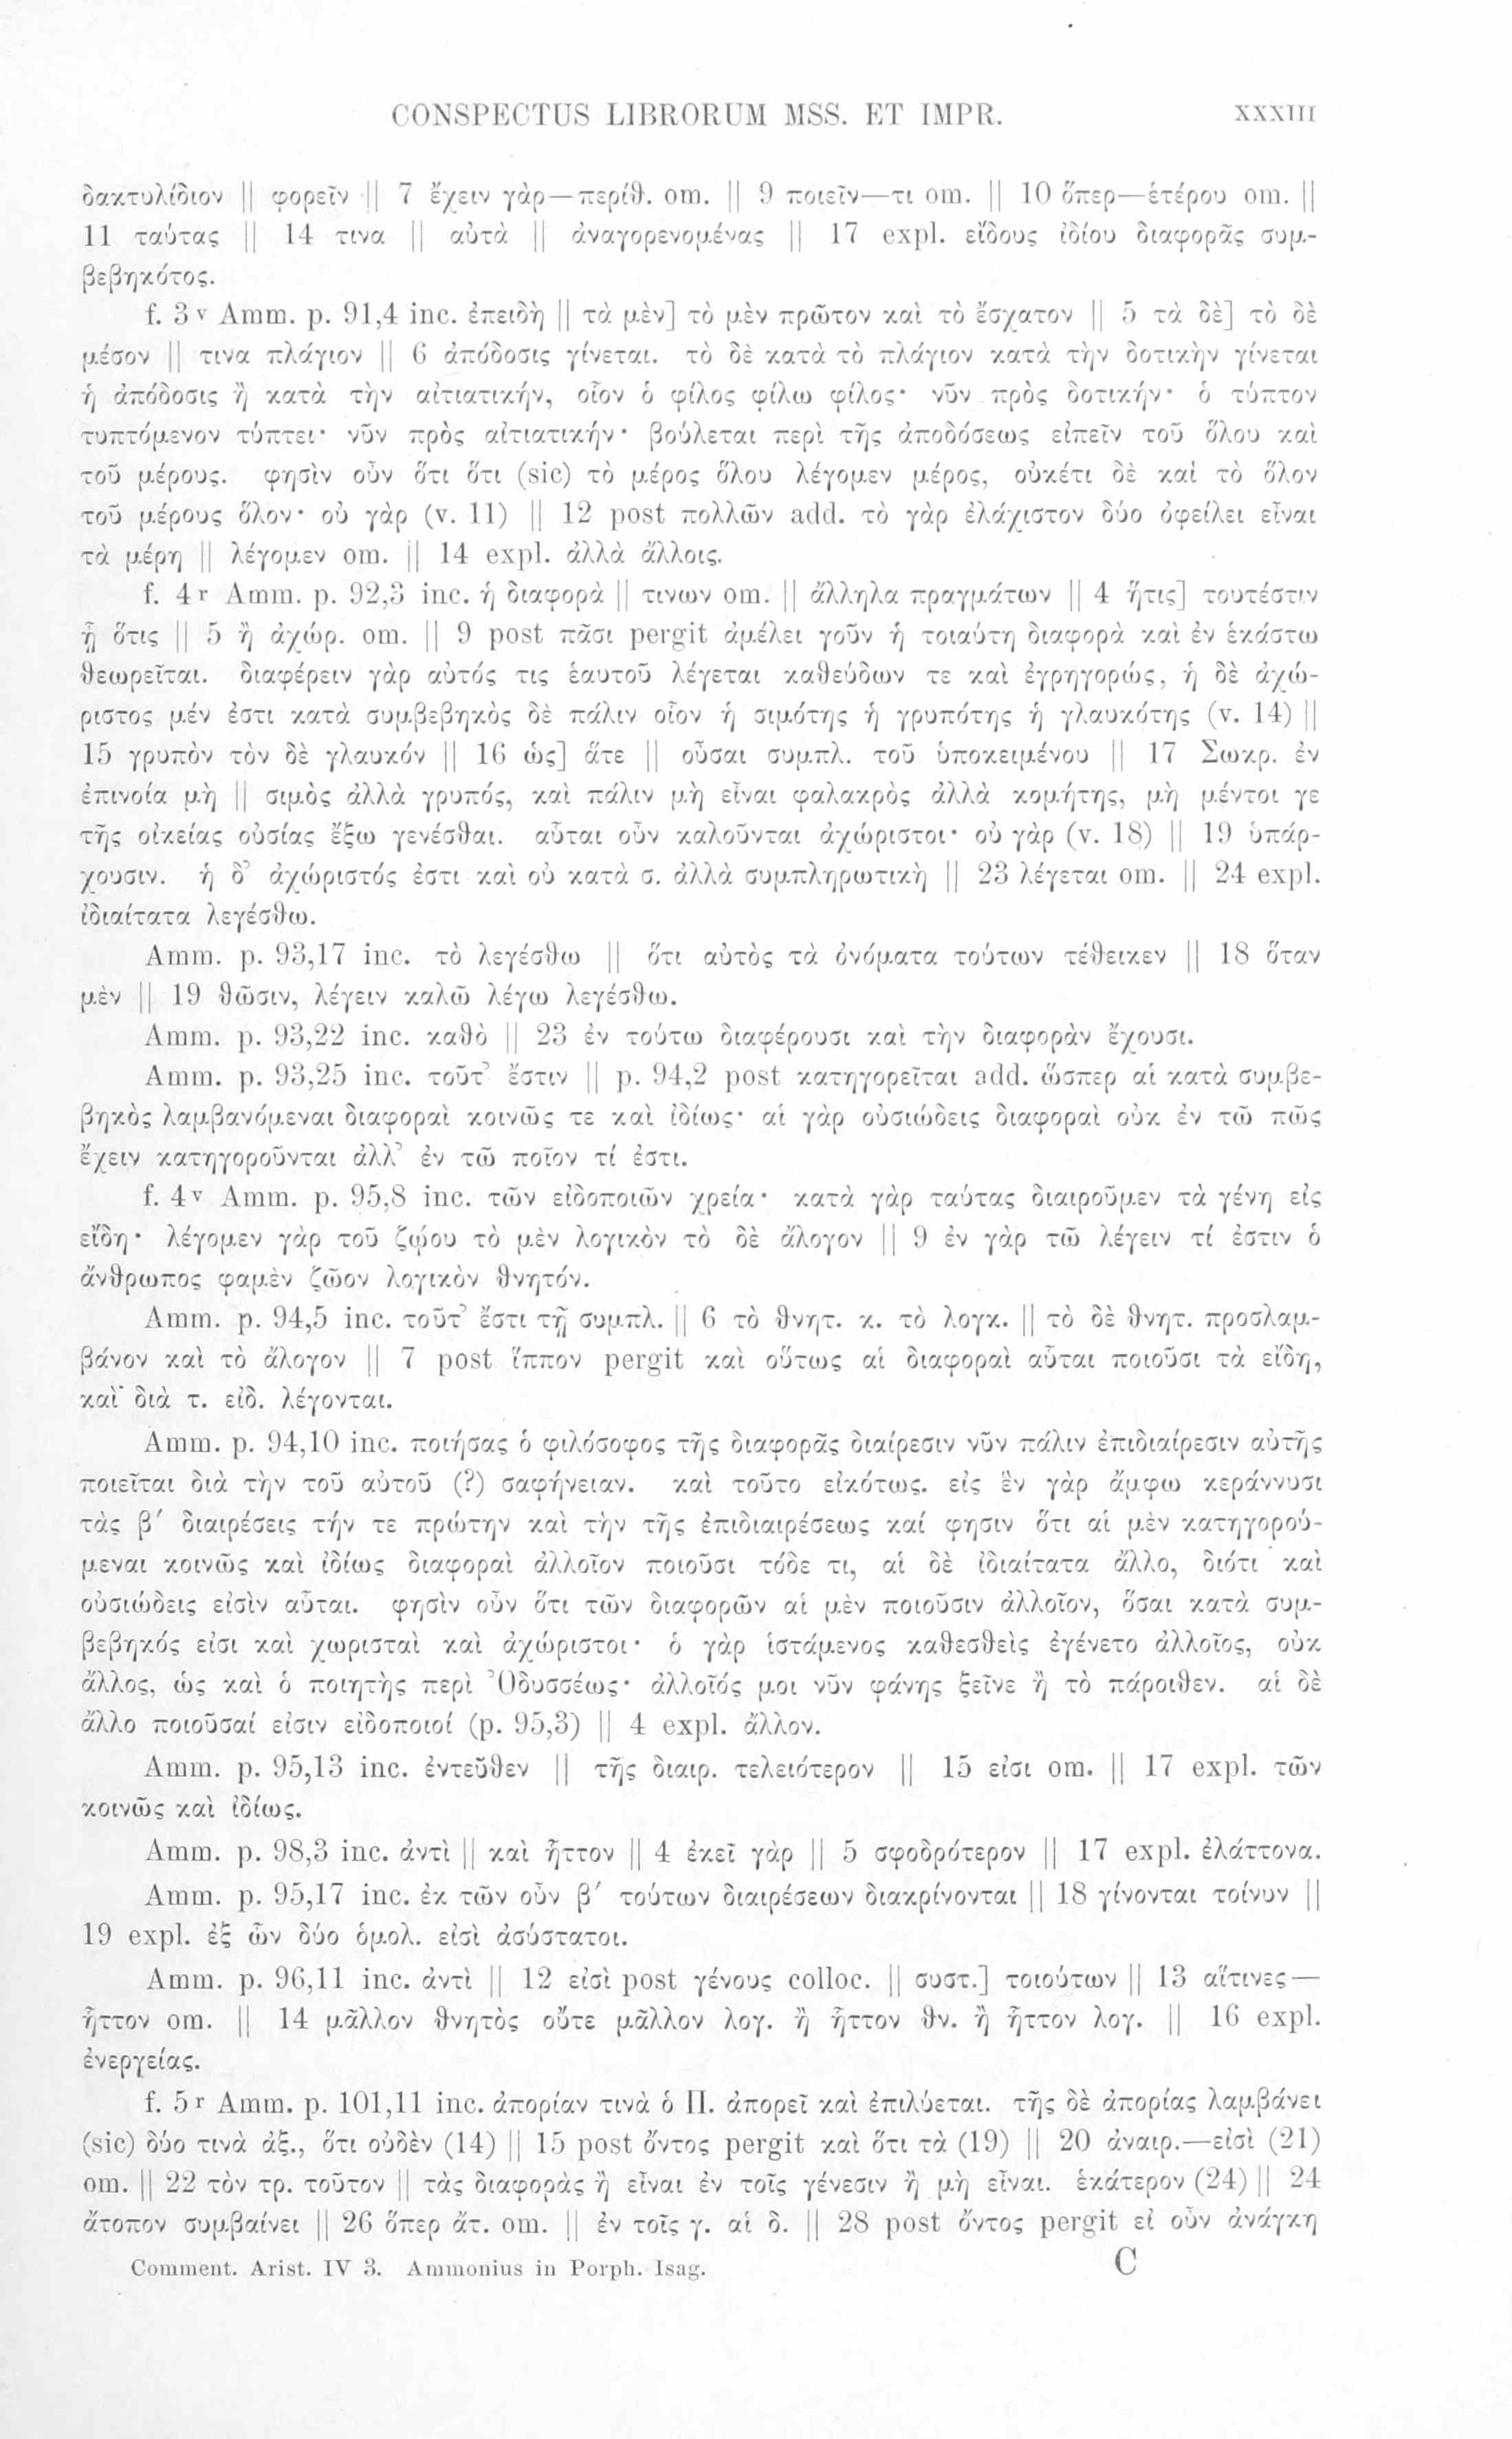 CONSPECTUS LIBRORUM MSS. ET IMPR. XXXIII
δακτυλίδιον || φορεῖν || 7 ἔχειν γὰρ—περίθ. om. || 9 ποιεῖν—τι om. || 10 ὅπερ—ἑτέρου om. ||
11 ταύτας || 14 τινα || αὐτὰ || ἀναγορενομένας || 17 expl. εἴδους ἰδίου διαφορᾶς συμ-
βεβηκότος.
f. 3v Amm. p. 91,4 inc. ἐπειδὴ || τὰ μὲν] τὸ μὲν πρῶτον καὶ τὸ ἔσχατον || 5 τὰ δὲ] τὸ δὲ
μέσον || τινα πλάγιον || 6 ἀπόδοσις γίνεται. τὸ δὲ κατὰ τὸ πλάγιον κατὰ τὴν δοτικὴν γίνεται
ἡ ἀπόδοσις ἢ κατὰ τὴν αἰτιατικήν, οἷον ὁ φίλος φίλω φίλος· νῦν πρὸς δοτικήν· ὁ τύπτον
τυπτόμενον τύπτει· νῦν πρὸς αἰτιατικήν· βούλεται περὶ τῆς ἀποδόσεως εἰπεῖν τοῦ ὅλου καὶ
τοῦ μέρους. φησὶν οὖν ὅτι ὅτι (sic) τὸ μέρος ὅλου λέγομεν μέρος, οὐκέτι δὲ καὶ τὸ ὅλον
τοῦ μέρους ὅλον· οὐ γὰρ (v. 11) || 12 post πολλῶν add. τὸ γὰρ ἐλάχιστον δύο ὀφείλει εἶναι
τὰ μέρη || λέγομεν om. || 14 expl. ἀλλὰ ἄλλοις.
f. 4r Amm. p. 92,3 inc. ἡ διαφορὰ || τινων om. || ἄλληλα πραγμάτων || 4 ἥτις] τουτέστιν
ᾗ ὅτις || 5 ἢ ἀχώρ. om. || 9 post πᾶσι pergit ἀμέλει γοῦν ἡ τοιαύτη διαφορὰ καὶ ἐν ἑκάστω
θεωρεῖται. διαφέρειν γὰρ αὐτός τις ἑαυτοῦ λέγεται καθεύδων τε καὶ ἐγρηγορώς, ἡ δὲ ἀχώ-
ριστος μέν ἐστι κατὰ συμβεβηκὸς δὲ πάλιν οἷον ἡ σιμότης ἡ γρυπότης ἡ γλαυκότης (v. 14) ||
15 γρυπὸν τὸν δὲ γλαυκόν || 16 ὡς] ἅτε || οὖσαι συμπλ. τοῦ ὑποκειμένου || 17 Σωκρ. ἐν
ἐπινοία μὴ || σιμὸς ἀλλὰ γρυπός, καὶ πάλιν μὴ εἶναι φαλακρὸς ἀλλὰ κομήτης, μὴ μέντοι γε
τῆς οἰκείας οὐσίας ἔξω γενέσθαι. αὗται οὖν καλοῦνται ἀχώριστοι· οὐ γὰρ (v. 18) || 19 ὑπάρ-
χουσιν. ἡ δ' ἀχώριστός ἐστι καὶ οὐ κατὰ σ. ἀλλὰ συμπληρωτικὴ || 23 λέγεται om. || 24 expl.
ἰδιαίτατα λεγέσθω.
Amm. p. 93,17 inc. τὸ λεγέσθω || ὅτι αὐτὸς τὰ ὀνόματα τούτων τέθεικεν || 18 ὅταν
μὲν || 19 θῶσιν, λέγειν καλῶ λέγω λεγέσθω.
Amm. p. 93,22 inc. καθὸ || 23 ἐν τούτω διαφέρουσι καὶ τὴν διαφορὰν ἔχουσι.
Amm. p. 93,25 inc. τοῦτ' ἔστιν || p. 94,2 post κατηγορεῖται add. ὥσπερ αἱ κατὰ συμβε-
βηκὸς λαμβανόμεναι διαφοραὶ κοινῶς τε καὶ ἰδίως· αἱ γὰρ οὐσιώδεις διαφοραὶ οὐκ ἐν τῶ πῶς
ἔχειν κατηγοροῦνται ἀλλ' ἐν τῶ ποῖον τί ἐστι.
f. 4v Amm. p. 95,8 inc. τῶν εἰδοποιῶν χρεία· κατὰ γὰρ ταύτας διαιροῦμεν τὰ γένη εἰς
εἴδη· λέγομεν γὰρ τοῦ ζῴου τὸ μὲν λογικὸν τὸ δὲ ἄλογον || 9 ἐν γὰρ τῶ λέγειν τί ἐστιν ὁ
ἄνθρωπος φαμὲν ζῶον λογικὸν θνητόν.
Amm. p. 94,5 inc. τοῦτ' ἔστι τῇ συμπλ. || 6 τὸ θνητ. κ. τὸ λογκ. || τὸ δὲ θνητ. προσλαμ-
βάνον καὶ τὸ ἄλογον || 7 post ἵππον pergit καὶ οὕτως αἱ διαφοραὶ αὗται ποιοῦσι τὰ εἴδη,
καὶ διὰ τ. εἰδ. λέγονται.
Amm. p. 94,10 inc. ποιήσας ὁ φιλόσοφος τῆς διαφορᾶς διαίρεσιν νῦν πάλιν ἐπιδιαίρεσιν αὐτῆς
ποιεῖται διὰ τὴν τοῦ αὐτοῦ (?) σαφήνειαν. καὶ τοῦτο εἰκότως. εἰς ἓν γὰρ ἄμφω κεράννυσι
τὰς β′ διαιρέσεις τήν τε πρώτην καὶ τὴν τῆς ἐπιδιαιρέσεως καί φησιν ὅτι αἱ μὲν κατηγορού-
μεναι κοινῶς καὶ ἰδίως διαφοραὶ ἀλλοῖον ποιοῦσι τόδε τι, αἱ δὲ ἰδιαίτατα ἄλλο, διότι καὶ
οὐσιώδεις εἰσὶν αὗται. φησὶν οὖν ὅτι τῶν διαφορῶν αἱ μὲν ποιοῦσιν ἀλλοῖον, ὅσαι κατὰ συμ-
βεβηκός εἰσι καὶ χωρισταὶ καὶ ἀχώριστοι· ὁ γὰρ ἱστάμενος καθεσθεὶς ἐγένετο ἀλλοῖος, οὐκ
ἄλλος, ὡς καὶ ὁ ποιητὴς περὶ Ὀδυσσέως· ἀλλοῖός μοι νῦν φάνης ξεῖνε ἢ τὸ πάροιθεν. αἱ δὲ
ἄλλο ποιοῦσαί εἰσιν εἰδοποιοί (p. 95,3) || 4 expl. ἄλλον.
Amm. p. 95,13 inc. ἐντεῦθεν || τῆς διαιρ. τελειότερον || 15 εἰσι om. || 17 expl. τῶν
κοινῶς καὶ ἰδίως.
Amm. p. 98,3 inc. ἀντὶ || καὶ ἧττον || 4 ἐκεῖ γὰρ || 5 σφοδρότερον || 17 expl. ἐλάττονα.
Amm. p. 95,17 inc. ἐκ τῶν οὖν β′ τούτων διαιρέσεων διακρίνονται || 18 γίνονται τοίνυν ||
19 expl. ἐξ ὧν δύο ὁμολ. εἰσὶ ἀσύστατοι.
Amm. p. 96,11 inc. ἀντὶ || 12 εἰσὶ post γένους colloc. || συστ.] τοιούτων || 13 αἵτινες—
ἧττον om. || 14 μᾶλλον θνητὸς οὔτε μᾶλλον λογ. ἢ ἧττον θν. ἢ ἧττον λογ. || 16 expl.
ἐνεργείας.
f. 5r Amm. p. 101,11 inc. ἀπορίαν τινὰ ὁ Π. ἀπορεῖ καὶ ἐπιλύεται. τῆς δὲ ἀπορίας λαμβάνει
(sic) δύο τινὰ ἀξ., ὅτι οὐδὲν (14) || 15 post ὄντος pergit καὶ ὅτι τὰ (19) || 20 ἀναιρ.—εἰσὶ (21)
om. || 22 τὸν τρ. τοῦτον || τὰς διαφορὰς ἢ εἶναι ἐν τοῖς γένεσιν ἢ μὴ εἶναι. ἑκάτερον (24) || 24
ἄτοπον συμβαίνει || 26 ὅπερ ἄτ. om. || ἐν τοῖς γ. αἱ δ. || 28 post ὄντος pergit εἰ οὖν ἀνάγκη
Comment. Arist. IV 3. Ammonius in Porph. Isag. C